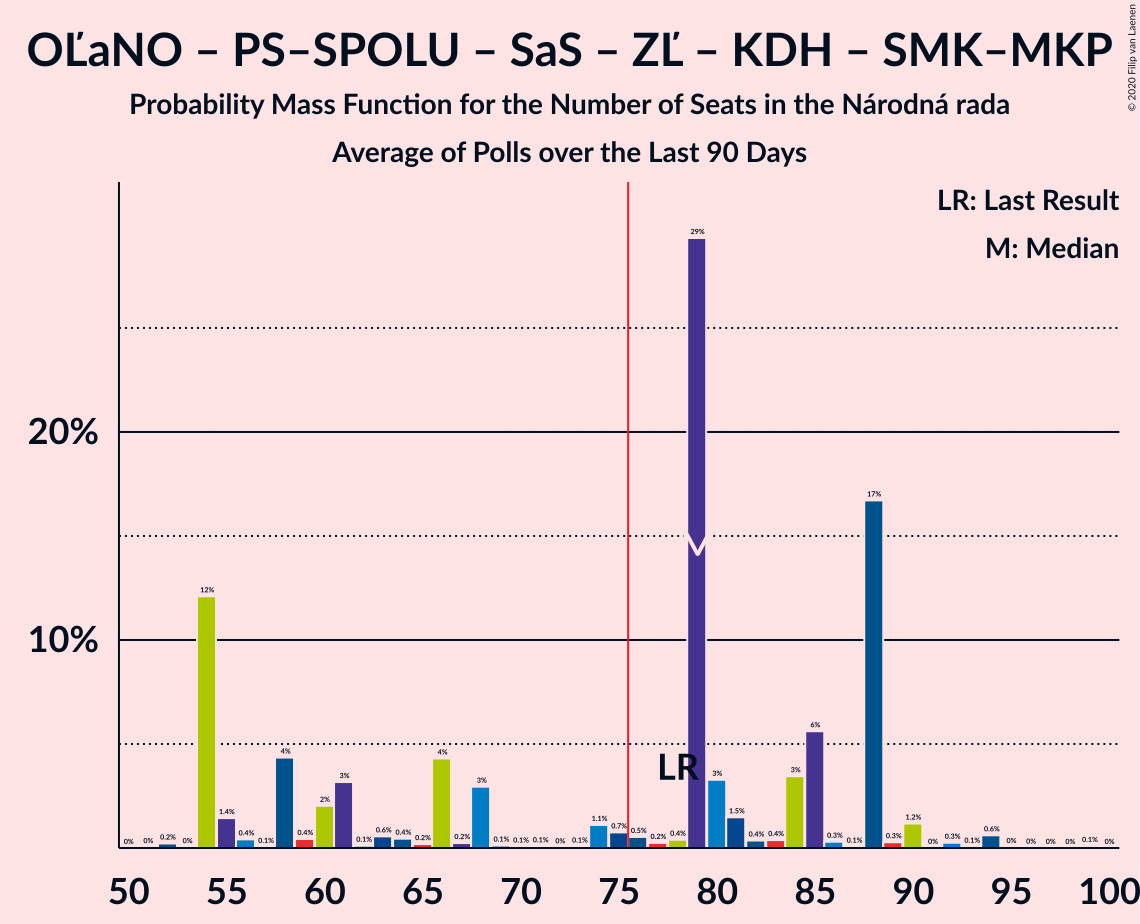 OĽaNO – PS–SPOLU – SaS – ZĽ – KDH – SMK–MKP
Probability Mass Function for the Number of Seats in the Národná rada
Average of Polls over the Last 90 Days
© 2020 Filip van Laenen
LR: Last Result
M: Median
20%
10%
0% 0% 0.2% 0% 12% 1.4% 0.4% 0.1% 4% 0.4% 2% 3% 0.1% 0.6% 0.4% 0.2% 4% 0.2% 3% 0.1% 0.1% 0.1% 0% 0.1% 1.1% 0.7% 0.5% 0.2% 0.4% 29% 3% 1.5% 0.4% 0.4% 3% 6% 0.3% 0.1% 17% 0.3% 1.2% 0% 0.3% 0.1% 0.6% 0% 0% 0% 0% 0.1% 0%
LR
50 55 60 65 70 75 80 85 90 95 100